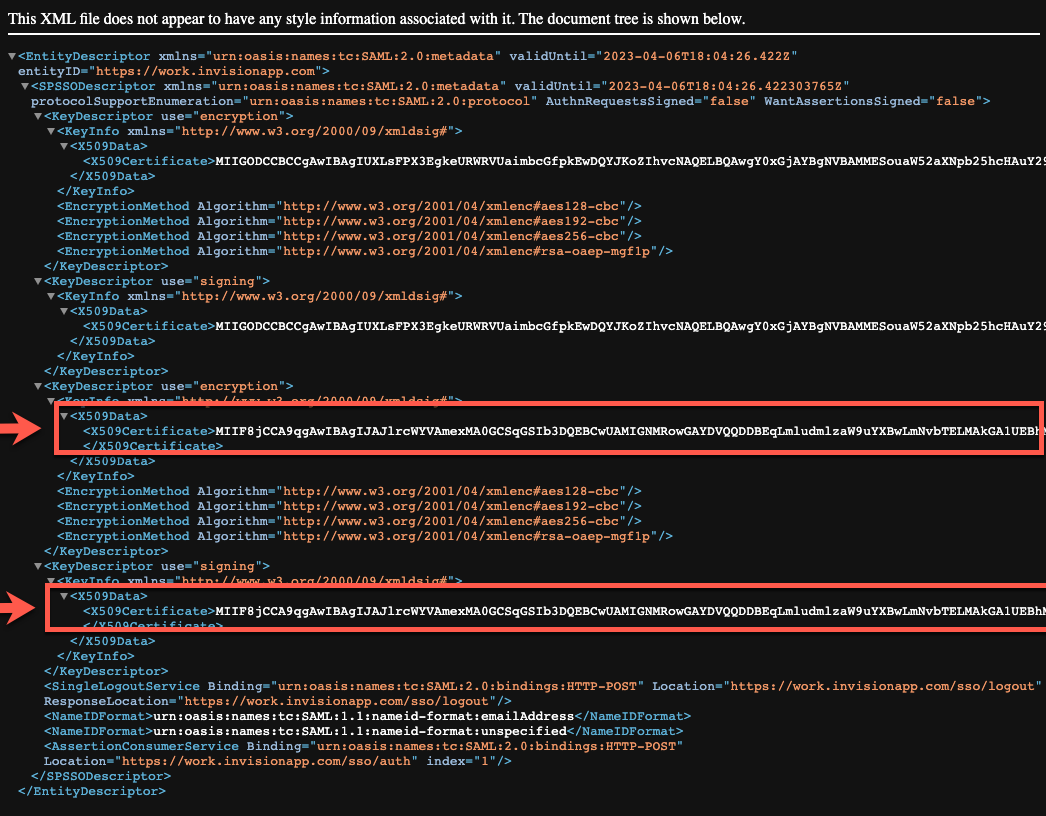 This XML file does not appear to have any style information associated with it. The document tree is shown below.
▼<EntityDescriptor xmlns="urn:oasis:names:tc:SAML:2.0:metadata" validUntil="2023-04-06T18:04:26.422Z"
entityID="https://work.invisionapp.com">
▼<SPSSODescriptor xmlns="urn:oasis:names:tc:SAML:2.0:metadata" validUntil="2023-04-06T18:04:26.422303765Z"
protocolSupportEnumeration="urn:oasis:names:tc:SAML:2.0:protocol" AuthnRequestsSigned="false" WantAssertionsSigned="false">
▼<KeyDescriptor use="encryption">
▼<KeyInfo xmlns="http://www.w3.org/2000/09/xmldsig#">
▼<X509Data>
<X509Certificate>MIIGODCCBCCgAwIBAgIUXLsFPX3EgkeURWRVUaimbcGfpkEwDQYJKoZIhvcNAQELBQAwgY0xGjAYBgNVBAMMESouaW52aXNpb25hcHAuY29
</X509Data>
</KeyInfo>
<EncryptionMethod Algorithm="http://www.w3.org/2001/04/xmlenc#aes128-cbc"/>
<EncryptionMethod Algorithm="http://www.w3.org/2001/04/xmlenc#aes192-cbc"/>
<EncryptionMethod Algorithm="http://www.w3.org/2001/04/xmlenc#aes256-cbc"/>
<EncryptionMethod Algorithm="http://www.w3.org/2001/04/xmlenc#rsa-oaep-mgf1p"/>
</KeyDescriptor>
▼<KeyDescriptor use="signing">
▼<KeyInfo xmlns="http://www.w3.org/2000/09/xmldsig#">
▼<X509Data>
<X509Certificate>MIIGODCCBCCgAwIBAgIUXLsFPX3EgkeURWRVUaimbcGfpkEwDQYJKoZIhvcNAQELBQAwgY0xGjAYBgNVBAMMESouaW52aXNpb25hcHAuY29
</X509Data>
</KeyInfo>
</KeyDescriptor>
▼<KeyDescriptor use="encryption">
▼<KeyInfo xmlns="http://www.w3.org/2000/09/xmldsig#">
▼<X509Data>
<X509Certificate>MIIF8jCCA9qgAwIBAgIJAJlrcWYVAmexMA0GCSqGSIb3DQEBCwUAMIGNMRowGAYDVQQDDBEqLmludmlzaW9uYXBwLmNvbTELMAkGA1UEBhM
</X509Certificate>
</X509Data>
</KeyInfo>
<EncryptionMethod Algorithm="http://www.w3.org/2001/04/xmlenc#aes128-cbc"/>
<EncryptionMethod Algorithm="http://www.w3.org/2001/04/xmlenc#aes192-cbc"/>
<EncryptionMethod Algorithm="http://www.w3.org/2001/04/xmlenc#aes256-cbc"/>
<EncryptionMethod Algorithm="http://www.w3.org/2001/04/xmlenc#rsa-oaep-mgf1p"/>
</KeyDescriptor>
▼<KeyDescriptor use="signing">
▼<KeyInfo xmlns="http://www.w3.org/2000/09/xmldsig#">
▼<X509Data>
<X509Certificate>MIIF8jCCA9qgAwIBAgIJAJlrcWYVAmexMA0GCSqGSIb3DQEBCwUAMIGNMRowGAYDVQQDDBEqLmludmlzaW9uYXBwLmNvbTELMAkGA1UEBhM
</X509Certificate>
</X509Data>
</KeyInfo>
</KeyDescriptor>
<SingleLogoutService Binding="urn:oasis:names:tc:SAML:2.0:bindings:HTTP-POST" Location="https://work.invisionapp.com/sso/logout"
ResponseLocation="https://work.invisionapp.com/sso/logout"/>
<NameIDFormat>urn:oasis:names:tc:SAML:1.1:nameid-format:emailAddress</NameIDFormat>
<NameIDFormat>urn:oasis:names:tc:SAML:1.1:nameid-format:unspecified</NameIDFormat>
<AssertionConsumerService Binding="urn:oasis:names:tc:SAML:2.0:bindings:HTTP-POST"
Location="https://work.invisionapp.com/sso/auth" index="1"/>
</SPSSODescriptor>
</EntityDescriptor>